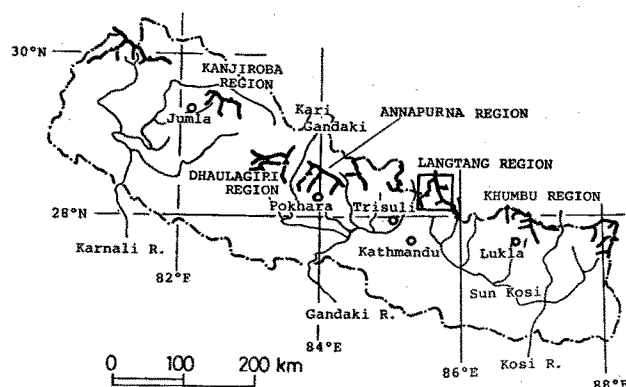 30°N
KANJIROBA
REGION
Jumla
Kari
Gandaki
ANNAPURNA REGION
DHAULAGIRI
REGION
LANGTANG REGION
Pokhara
Trisuli
KHUMBU REGION
28°N
Karnali R.
Kathmandu
Lukla
82°E
Sun Kosi
Gandaki R.
84°E
86°E
Kosi R.
88°E
0 100 200 km